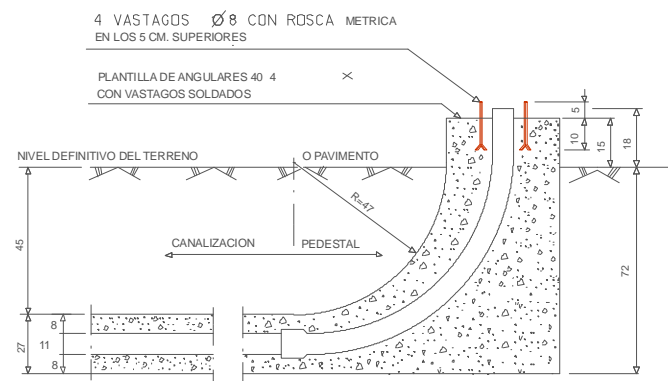 4 VASTAGOS Ø8 CON ROSCA METRICA
EN LOS 5 CM. SUPERIORES
PLANTILLA DE ANGULARES 40 4 ×
CON VASTAGOS SOLDADOS
5
10
15
18
NIVEL DEFINITIVO DEL TERRENO O PAVIMENTO
R=47
45
CANALIZACION PEDESTAL
72
8
27
11
8